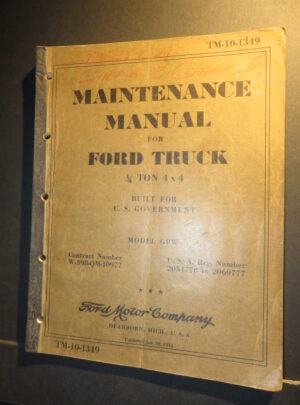 TM-10-1349
MAINTENANCE
MANUAL
FOR
FORD TRUCK
¼ TON 4 x 4
BUILT FOR
U. S. GOVERNMENT
MODEL GPW
Contract Number
W-398-QM-10977
U. S. A. Reg. Number
to 2069777
Ford Motor Company
DEARBORN, MICH., U. S. A.
TM-10-1349